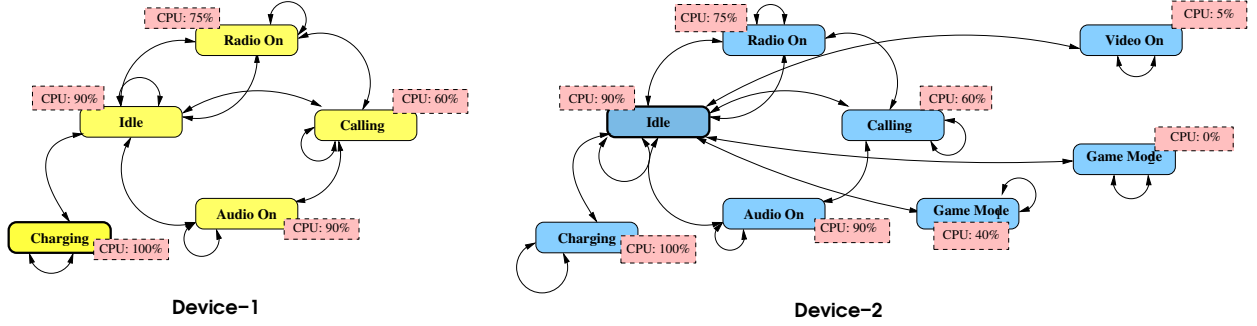 CPU: 75%
Radio On
CPU: 90%
Idle
CPU: 60%
Calling
Audio On
CPU: 90%
Charging
CPU: 100%
Device-1
CPU: 75%
Radio On
CPU: 5%
Video On
CPU: 90%
Idle
CPU: 60%
Calling
CPU: 0%
Game Mode
Audio On
CPU: 90%
Game Mode
CPU: 40%
Charging
CPU: 100%
Device-2